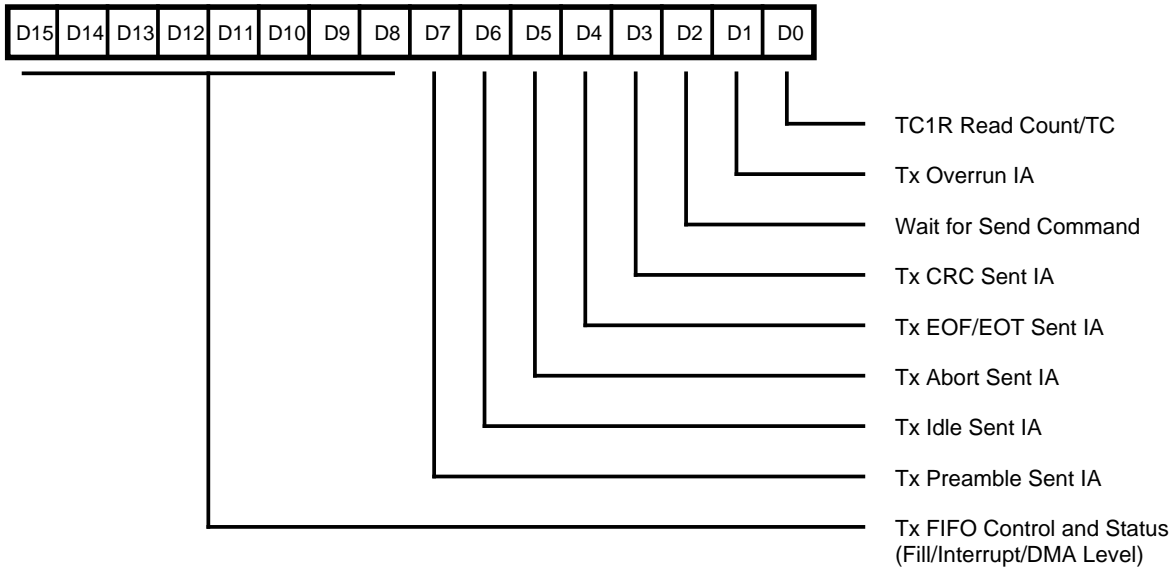 D15 D14 D13 D12 D11 D10 D9 D8 D7 D6 D5 D4 D3 D2 D1 D0
TC1R Read Count/TC
Tx Overrun IA
Wait for Send Command
Tx CRC Sent IA
Tx EOF/EOT Sent IA
Tx Abort Sent IA
Tx Idle Sent IA
Tx Preamble Sent IA
Tx FIFO Control and Status
(Fill/Interrupt/DMA Level)